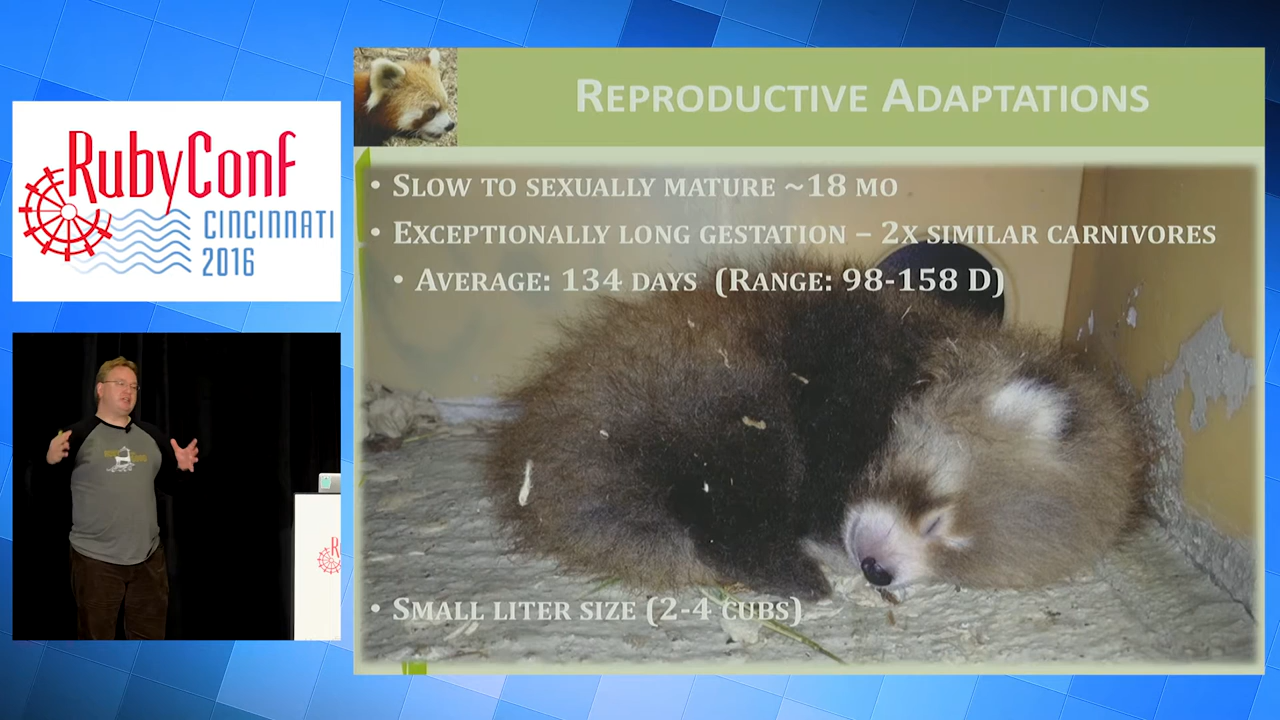 RubyConf
CINCINNATI
2016
REPRODUCTIVE ADAPTATIONS
• SLOW TO SEXUALLY MATURE ~18 MO
• EXCEPTIONALLY LONG GESTATION – 2X SIMILAR CARNIVORES
• AVERAGE: 134 DAYS (RANGE: 98-158 D)
• SMALL LITER SIZE (2-4 CUBS)